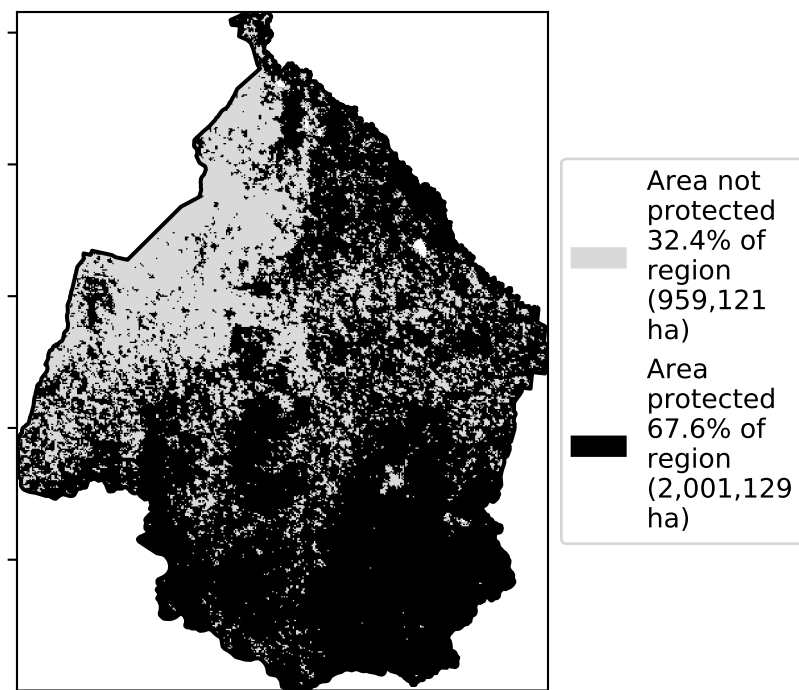 Area not
protected
32.4% of
region
(959,121
ha)
Area
protected
67.6% of
region
(2,001,129
ha)